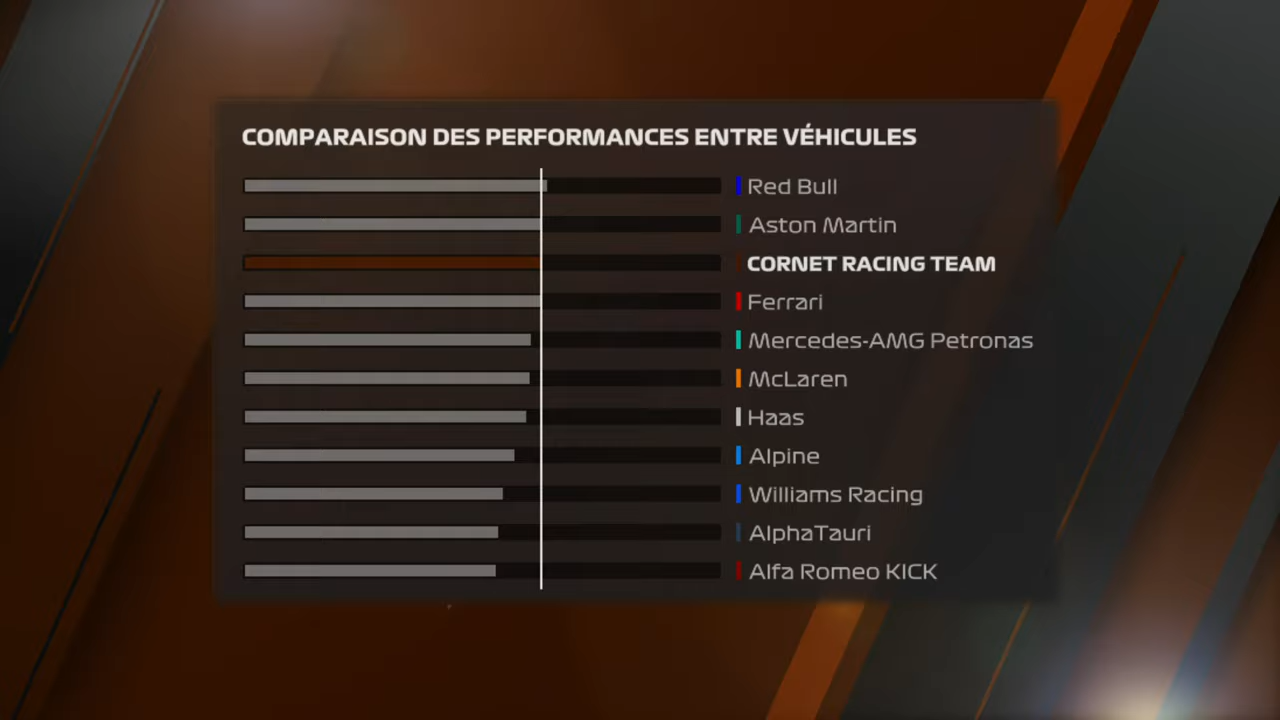 COMPARAISON DES PERFORMANCES ENTRE VÉHICULES
Red Bull
Aston Martin
CORNET RACING TEAM
Ferrari
Mercedes-AMG Petronas
McLaren
Haas
Alpine
Williams Racing
AlphaTauri
Alfa Romeo KICK